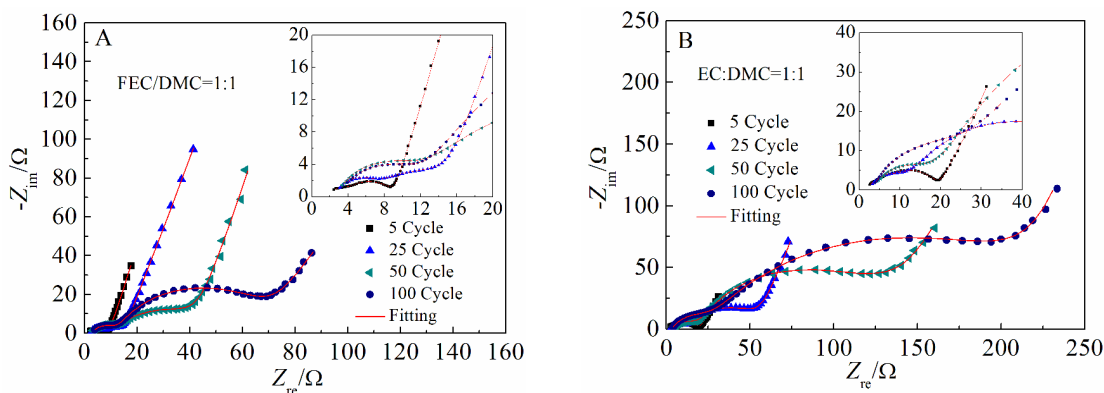 A
FEC/DMC=1:1
-Z_im/Ω
160
140
120
100
80
60
40
20
0
0 20 40 60 80 100 120 140 160
Z_re/Ω
5 Cycle
25 Cycle
50 Cycle
100 Cycle
Fitting
20
16
12
8
4
0
4 8 12 16 20
B
EC:DMC=1:1
-Z_im/Ω
250
200
150
100
50
0
0 50 100 150 200 250
Z_re/Ω
5 Cycle
25 Cycle
50 Cycle
100 Cycle
Fitting
40
30
20
10
0
0 10 20 30 40